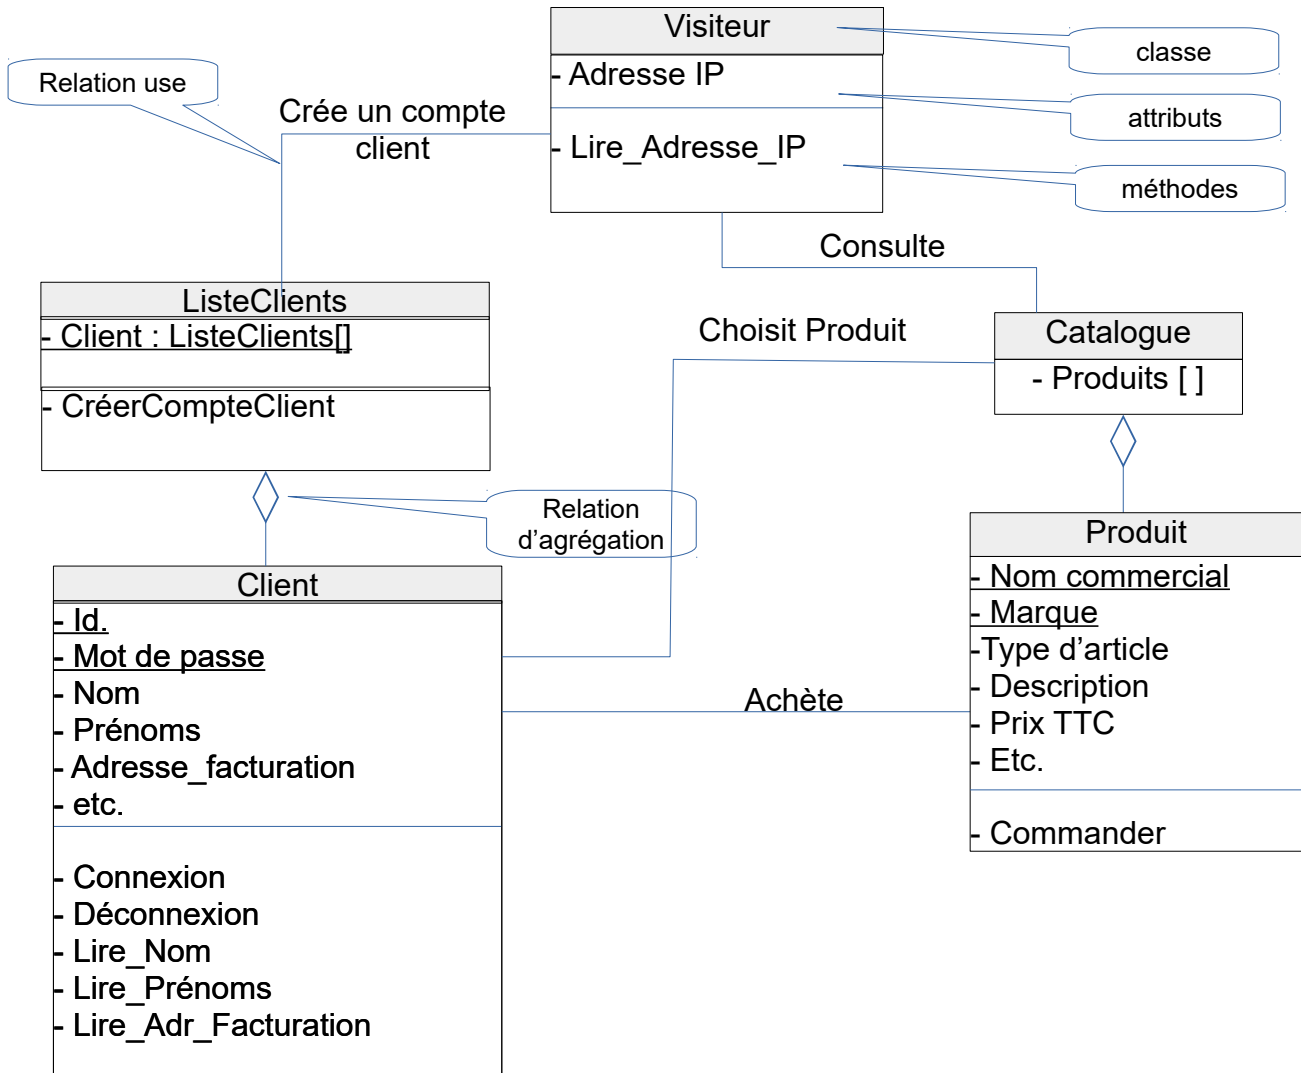 Visiteur
- Adresse IP
- Lire_Adresse_IP
classe
attributs
méthodes
Relation use
Crée un compte
client
Consulte
ListeClients
- Client : ListeClients[]
- CréerCompteClient
Choisit Produit
Catalogue
- Produits [ ]
Relation
d’agrégation
Client
- Id.
- Mot de passe
- Nom
- Prénoms
- Adresse_facturation
- etc.
- Connexion
- Déconnexion
- Lire_Nom
- Lire_Prénoms
- Lire_Adr_Facturation
Achète
Produit
- Nom commercial
- Marque
-Type d’article
- Description
- Prix TTC
- Etc.
- Commander